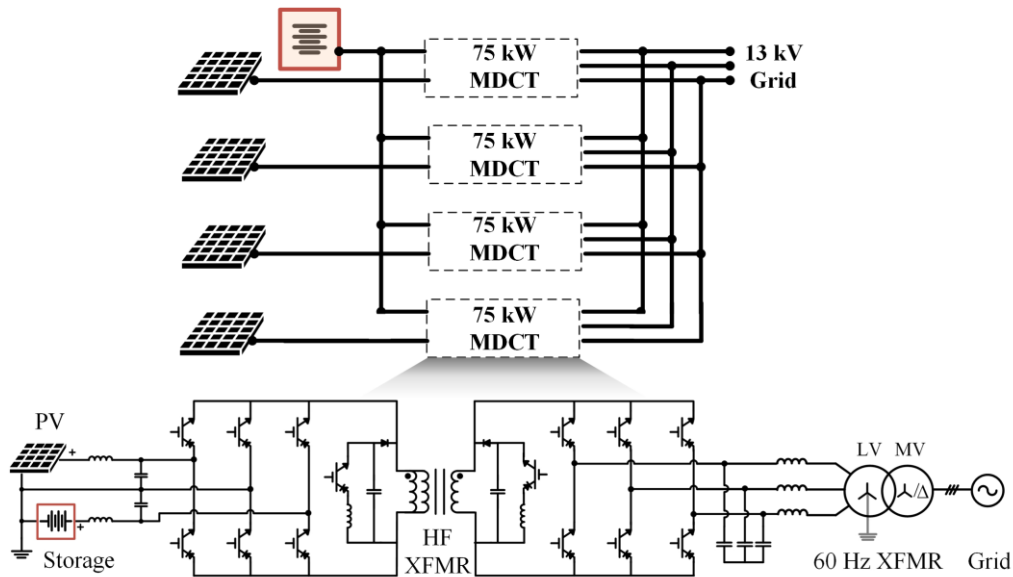 75 kW
MDCT
13 kV
Grid
75 kW
MDCT
75 kW
MDCT
75 kW
MDCT
PV
+
+
Storage
HF
XFMR
LV MV
/Δ
60 Hz XFMR
Grid